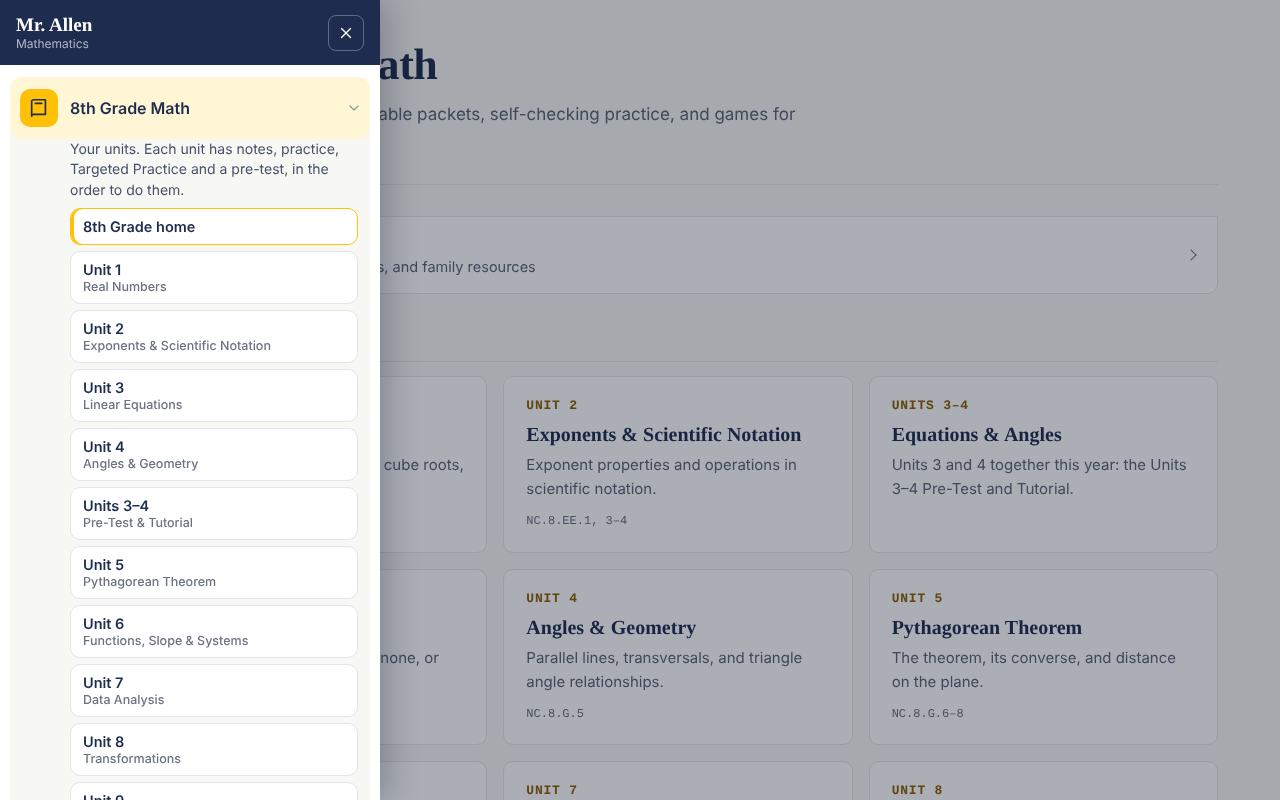 Mr. Allen
Mathematics
8th Grade Math
Your units. Each unit has notes, practice,
Targeted Practice and a pre-test, in the
order to do them.
8th Grade home
Unit 1
Real Numbers
Unit 2
Exponents & Scientific Notation
Unit 3
Linear Equations
Unit 4
Angles & Geometry
Units 3–4
Pre-Test & Tutorial
Unit 5
Pythagorean Theorem
Unit 6
Functions, Slope & Systems
Unit 7
Data Analysis
Unit 8
Transformations
ath
able packets, self-checking practice, and games for
s, and family resources
cube roots,
UNIT 2
Exponents & Scientific Notation
Exponent properties and operations in
scientific notation.
NC.8.EE.1, 3–4
UNITS 3–4
Equations & Angles
Units 3 and 4 together this year: the Units
3–4 Pre-Test and Tutorial.
none, or
UNIT 4
Angles & Geometry
Parallel lines, transversals, and triangle
angle relationships.
NC.8.G.5
UNIT 5
Pythagorean Theorem
The theorem, its converse, and distance
on the plane.
NC.8.G.6–8
UNIT 7
UNIT 8